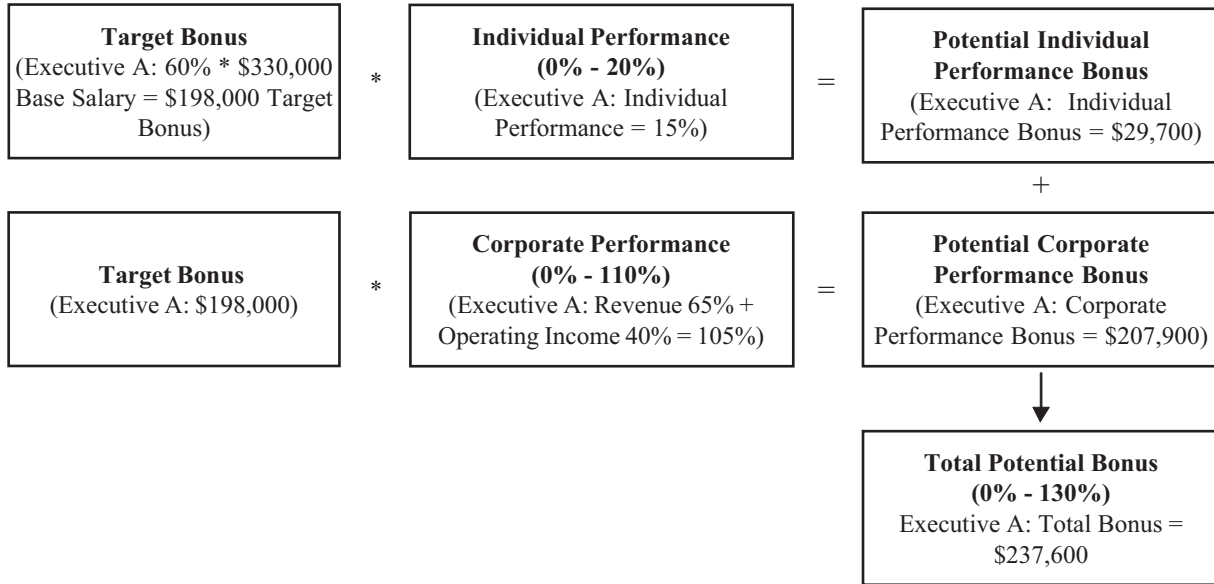 Target Bonus
(Executive A: 60% * $330,000
Base Salary = $198,000 Target
Bonus)
*
Individual Performance
(0% - 20%)
(Executive A: Individual
Performance = 15%)
=
Potential Individual
Performance Bonus
(Executive A: Individual
Performance Bonus = $29,700)
+
Target Bonus
(Executive A: $198,000)
*
Corporate Performance
(0% - 110%)
(Executive A: Revenue 65% +
Operating Income 40% = 105%)
=
Potential Corporate
Performance Bonus
(Executive A: Corporate
Performance Bonus = $207,900)
Total Potential Bonus
(0% - 130%)
Executive A: Total Bonus =
$237,600